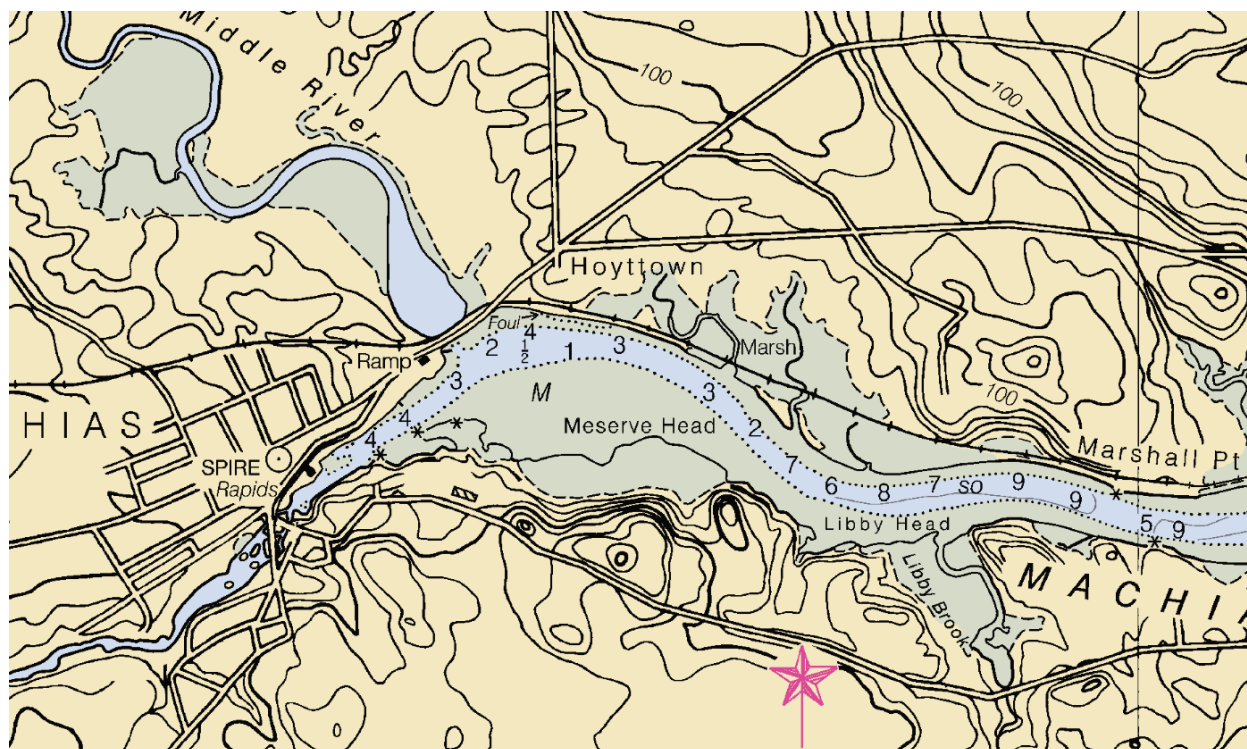 Middle River
100
100
Hoyttown
Foul
4
2
1/2
1
3
Marsh
Ramp
3
M
3
HIAS
4
Meserve Head
2
4
Marshall Pt
SPIRE
7
Rapids
6
8
7
so
9
9
5
9
Libby Head
100
Libby Brook
MACHIA